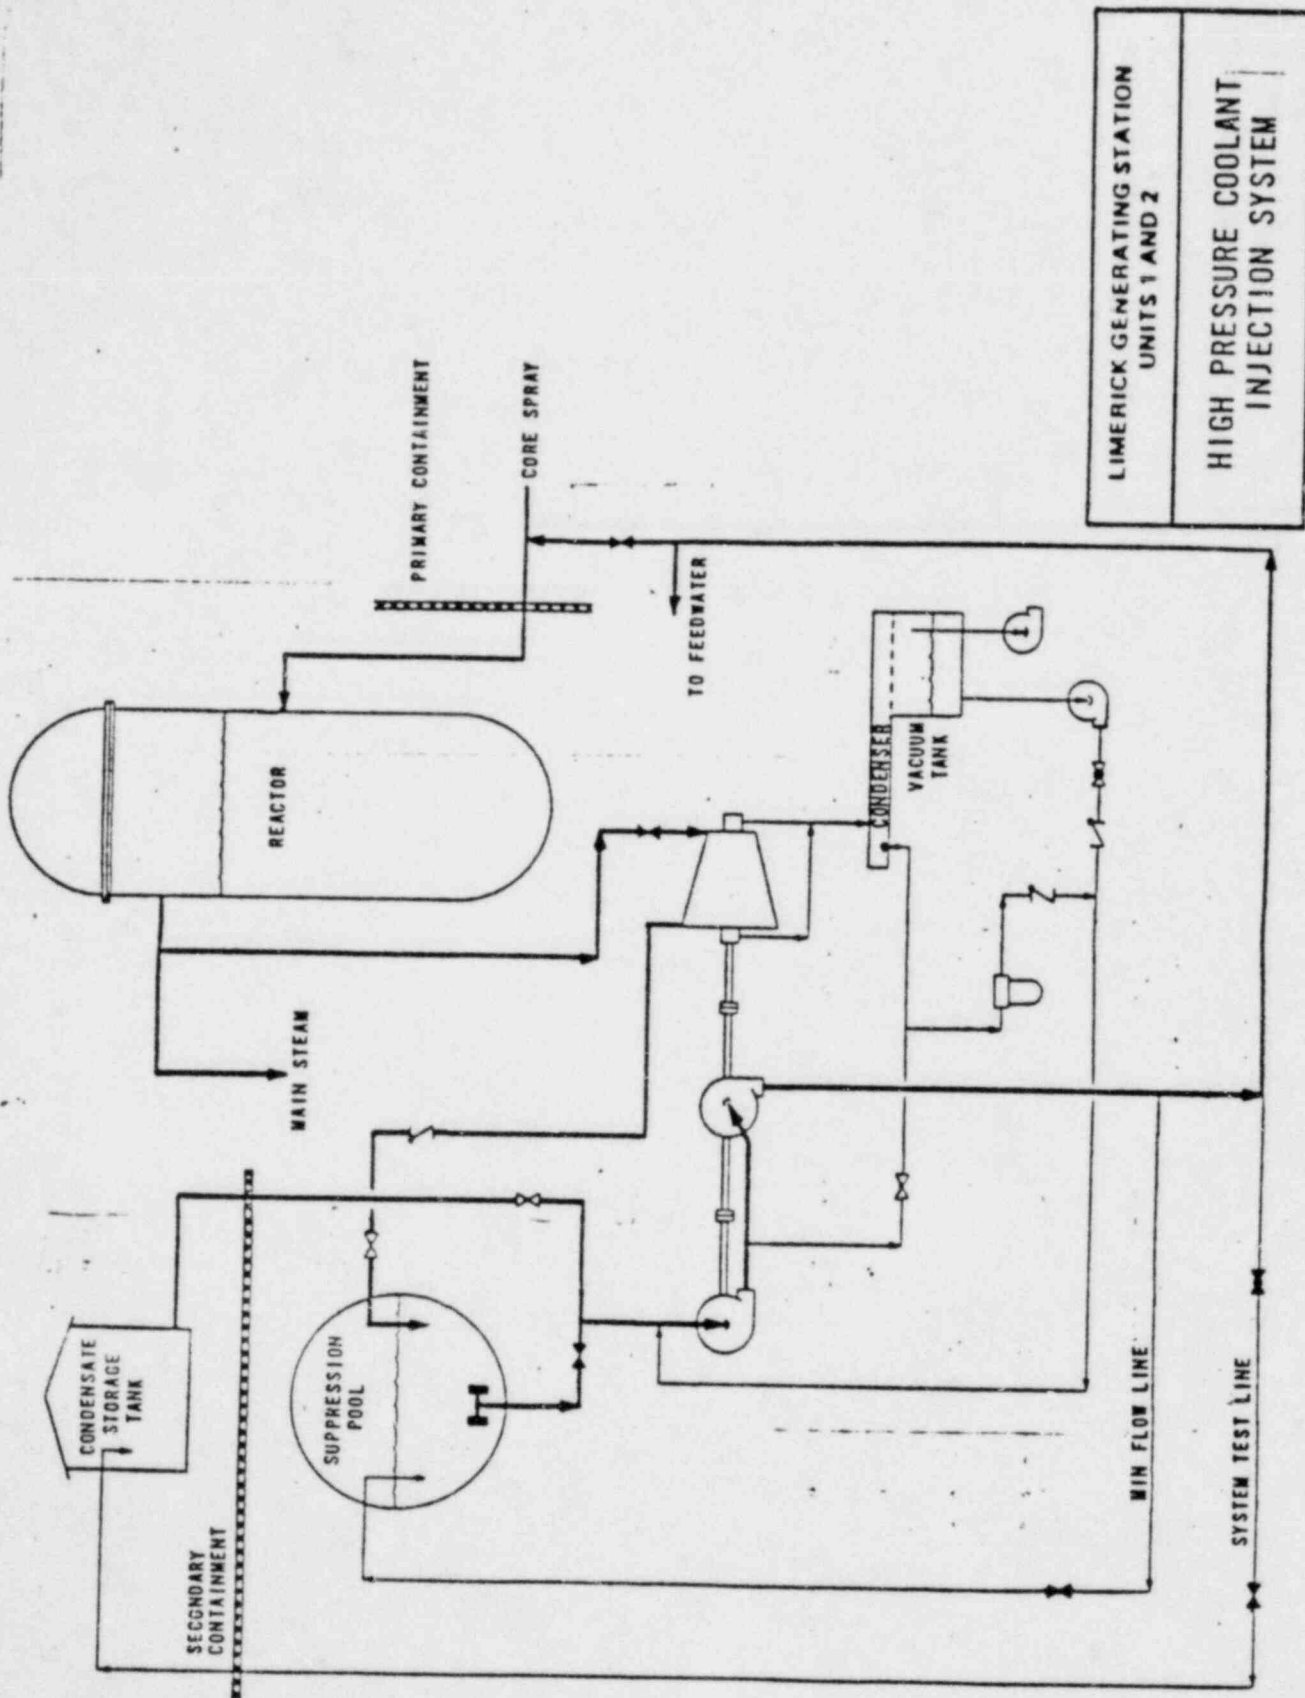 SECONDARY
CONTAINMENT
CONDENSATE
STORAGE
TANK
SUPPRESSION
POOL
MAIN STEAM
REACTOR
PRIMARY CONTAINMENT
CORE SPRAY
TO FEEDWATER
CONDENSER
VACUUM
TANK
MIN FLOW LINE
SYSTEM TEST LINE
LIMERICK GENERATING STATION
UNITS 1 AND 2
HIGH PRESSURE COOLANT
INJECTION SYSTEM